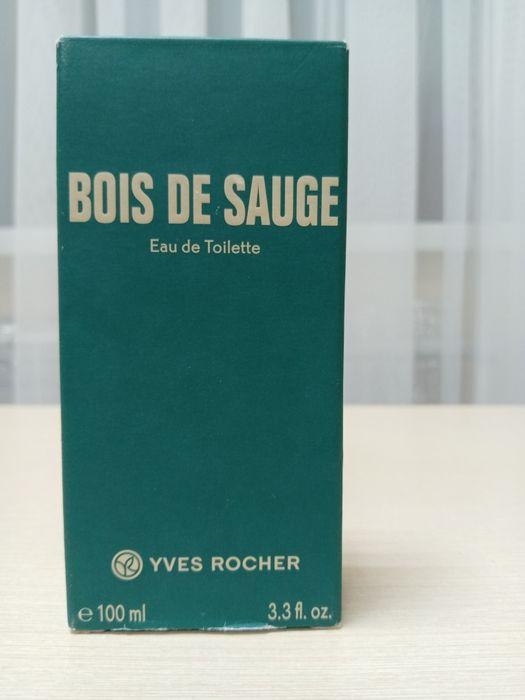 BOIS DE SAUGE
Eau de Toilette
YVES ROCHER
℮ 100 ml 3.3 fl. oz.